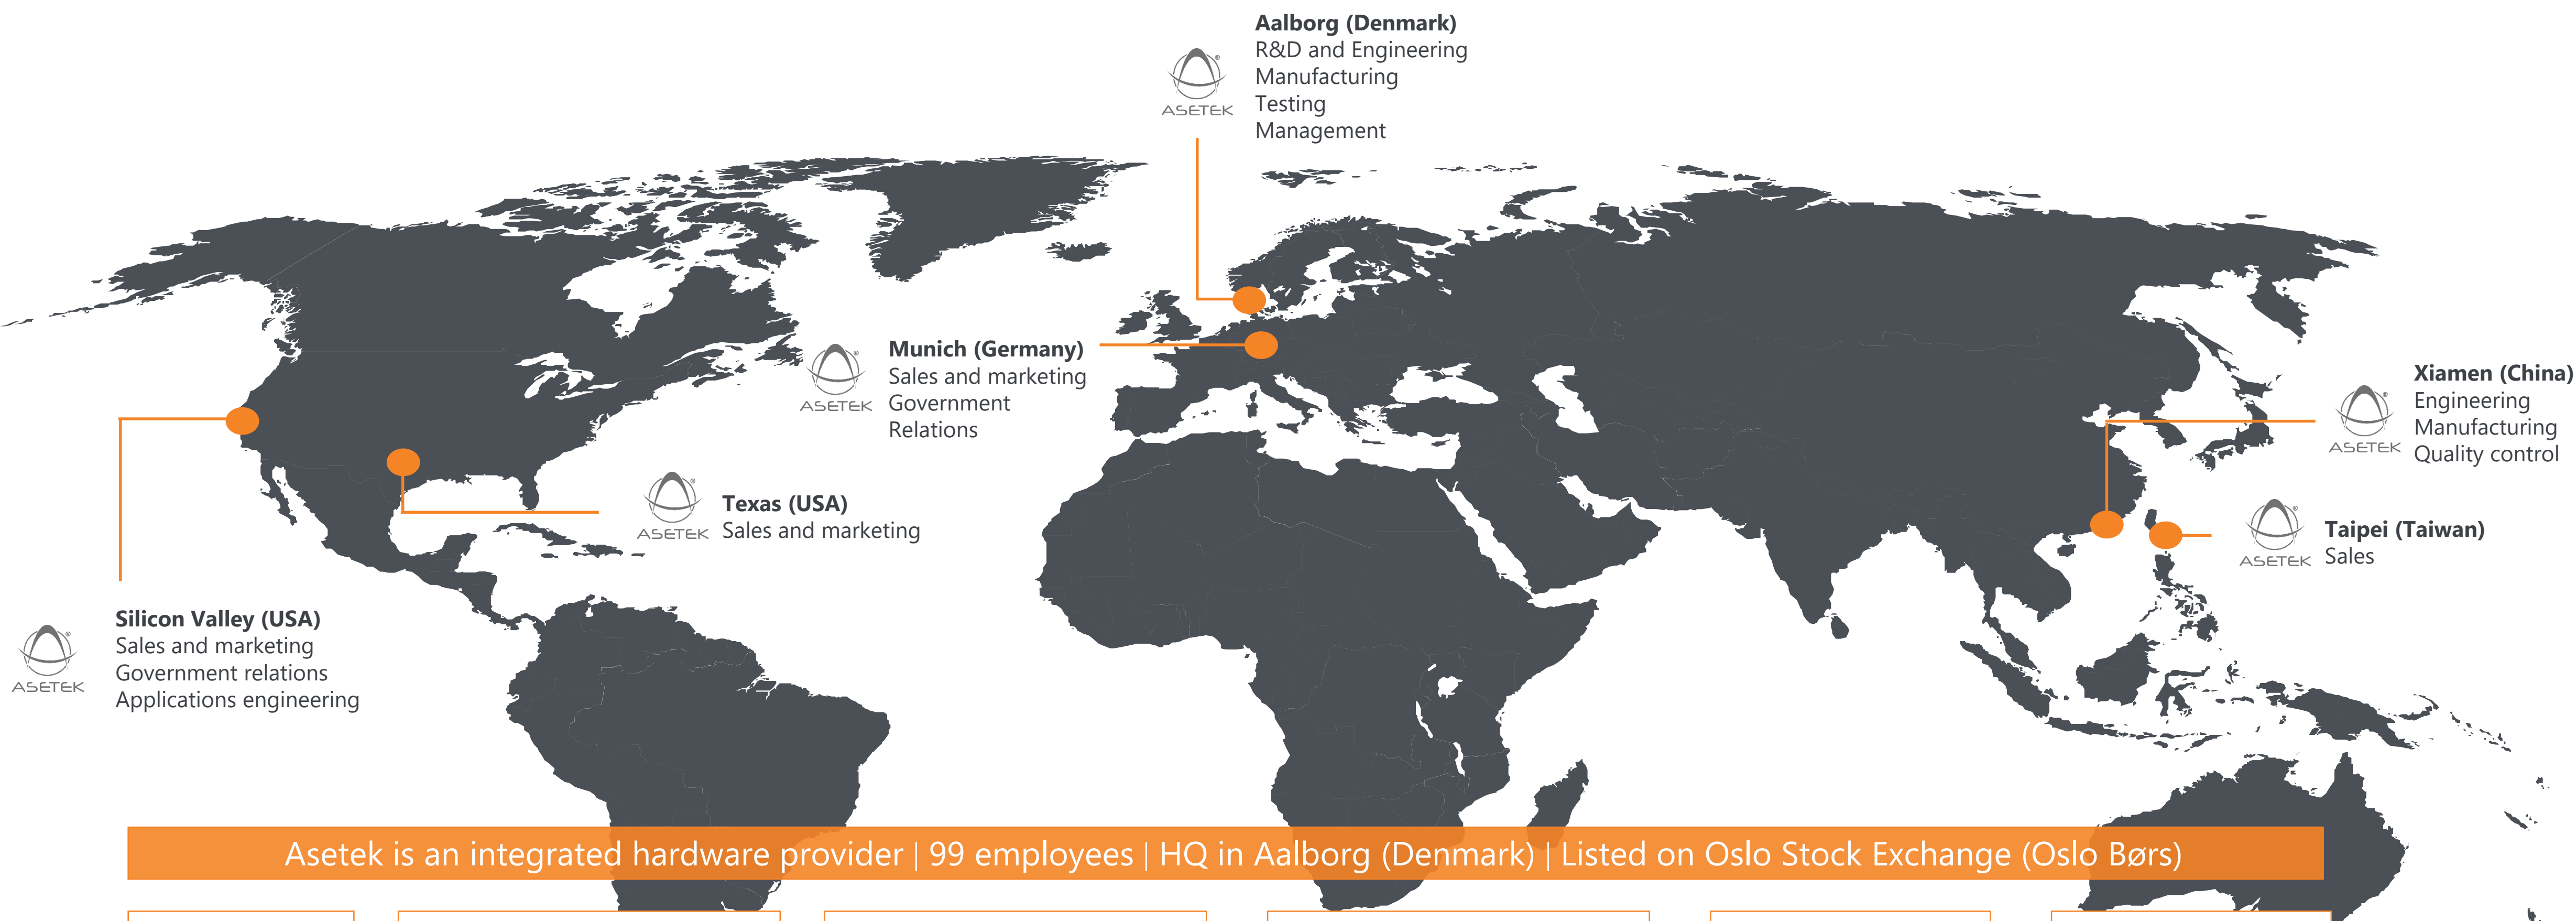 Aalborg (Denmark)
R&D and Engineering
Manufacturing
Testing
Management
ASETEK
Munich (Germany)
Sales and marketing
Government
Relations
ASETEK
Xiamen (China)
Engineering
Manufacturing
Quality control
ASETEK
Texas (USA)
Sales and marketing
ASETEK
Taipei (Taiwan)
Sales
ASETEK
Silicon Valley (USA)
Sales and marketing
Government relations
Applications engineering
ASETEK
Asetek is an integrated hardware provider | 99 employees | HQ in Aalborg (Denmark) | Listed on Oslo Stock Exchange (Oslo Børs)